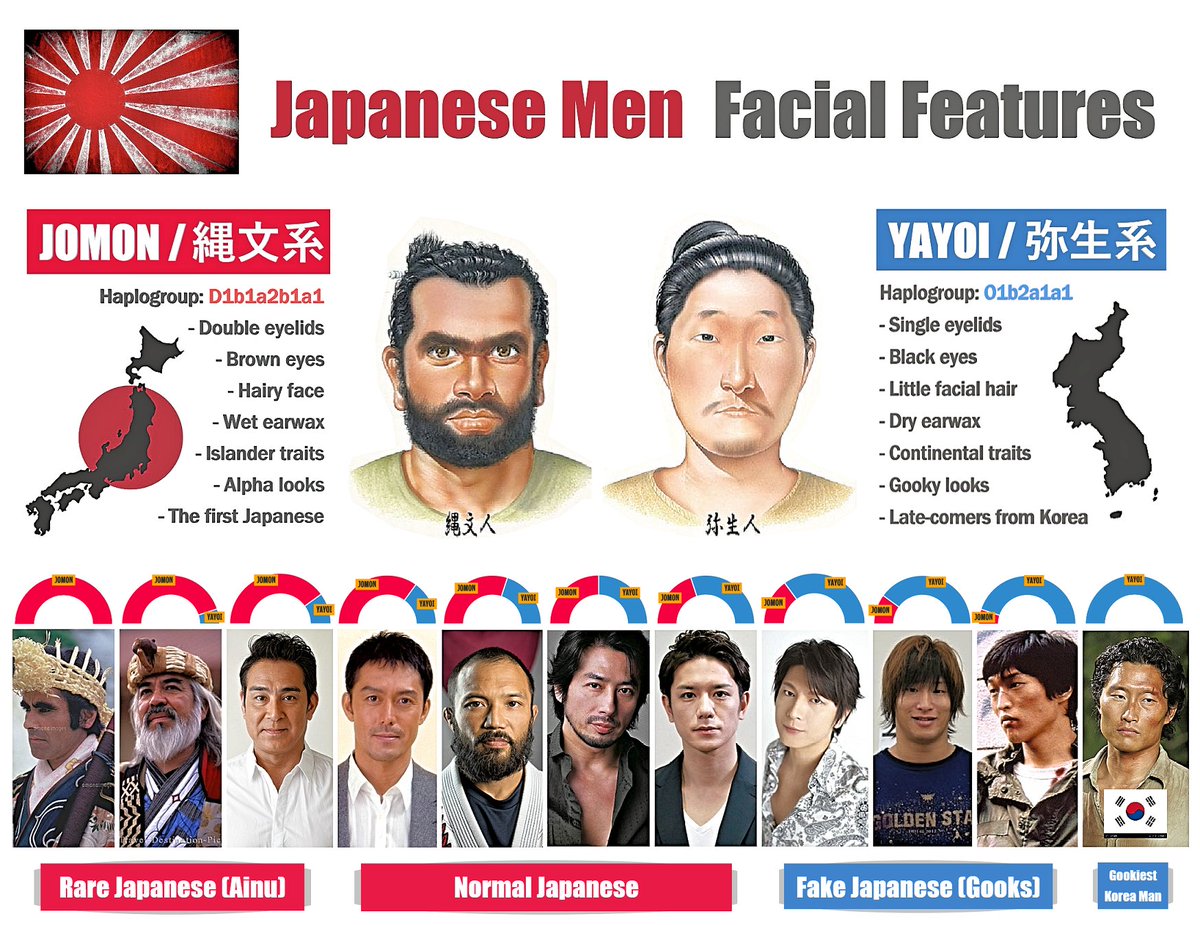 Japanese Men Facial Features
JOMON / 縄文系
Haplogroup: D1b1a2b1a1
- Double eyelids
- Brown eyes
- Hairy face
- Wet earwax
- Islander traits
- Alpha looks
- The first Japanese
縄文人
弥生人
YAYOI / 弥生系
Haplogroup: O1b2a1a1
- Single eyelids
- Black eyes
- Little facial hair
- Dry earwax
- Continental traits
- Gooky looks
- Late-comers from Korea
JOMON
JOMON
YAYOI
JOMON
YAYOI
JOMON
YAYOI
JOMON
YAYOI
JOMON
YAYOI
JOMON
YAYOI
JOMON
YAYOI
JOMON
YAYOI
JOMON
YAYOI
YAYOI
GOLDEN STA
Rare Japanese (Ainu)
Normal Japanese
Fake Japanese (Gooks)
Gookiest
Korea Man